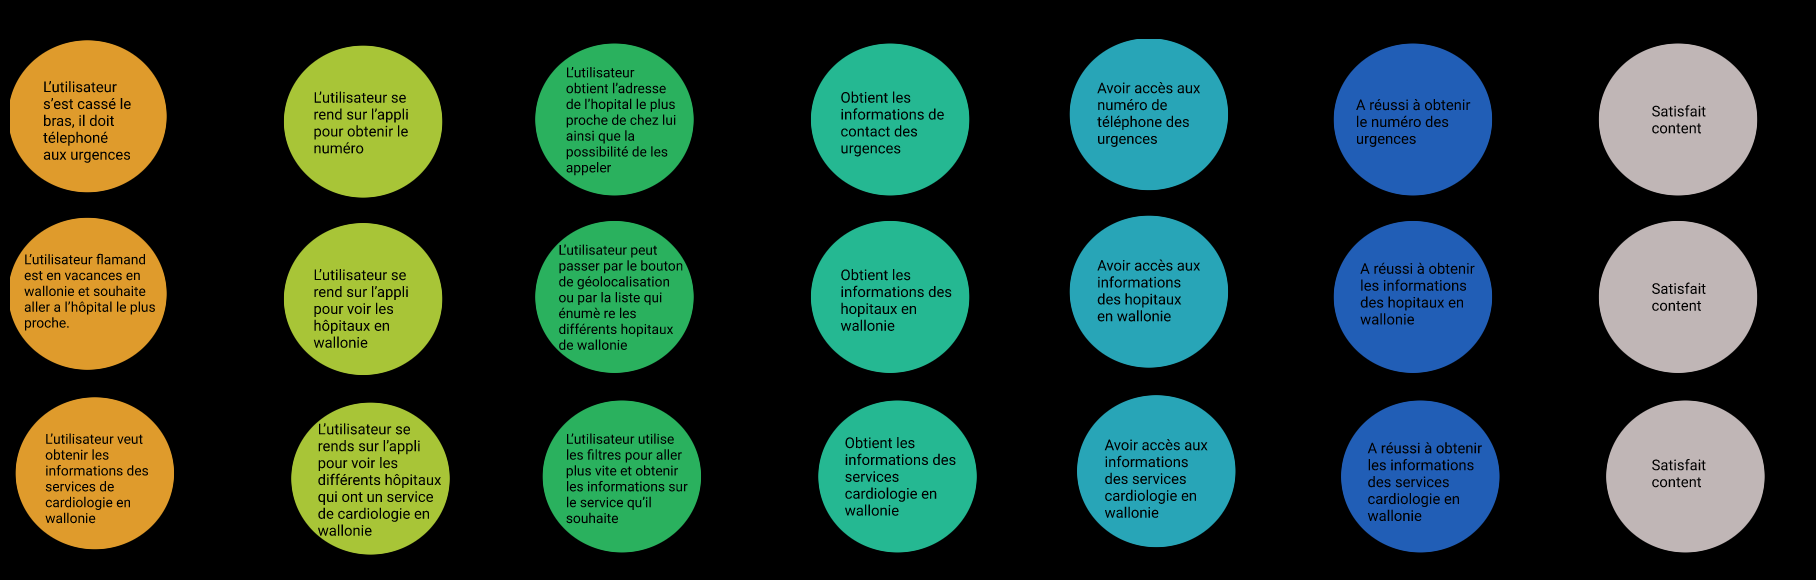 L'utilisateur
s'est cassé le
bras, il doit
télephoné
aux urgences
L'utilisateur se
rend sur l'appli
pour obtenir le
numéro
L'utilisateur
obtient l'adresse
de l'hopital le plus
proche de chez lui
ainsi que la
possibilité de les
appeler
Obtient les
informations de
contact des
urgences
Avoir accès aux
numéro de
téléphone des
urgences
A réussi à obtenir
le numéro des
urgences
Satisfait
content
L'utilisateur flamand
est en vacances en
wallonie et souhaite
aller a l'hôpital le plus
proche.
L'utilisateur se
rend sur l'appli
pour voir les
hôpitaux en
wallonie
L'utilisateur peut
passer par le bouton
de géolocalisation
ou par la liste qui
énumè re les
différents hopitaux
de wallonie
Obtient les
informations des
hopitaux en
wallonie
Avoir accès aux
informations
des hopitaux
en wallonie
A réussi à obtenir
les informations
des hopitaux en
wallonie
Satisfait
content
L'utilisateur veut
obtenir les
informations des
services de
cardiologie en
wallonie
L'utilisateur se
rends sur l'appli
pour voir les
différents hôpitaux
qui ont un service
de cardiologie en
wallonie
L'utilisateur utilise
les filtres pour aller
plus vite et obtenir
les informations sur
le service qu'il
souhaite
Obtient les
informations des
services
cardiologie en
wallonie
Avoir accès aux
informations
des services
cardiologie en
wallonie
A réussi à obtenir
les informations
des services
cardiologie en
wallonie
Satisfait
content